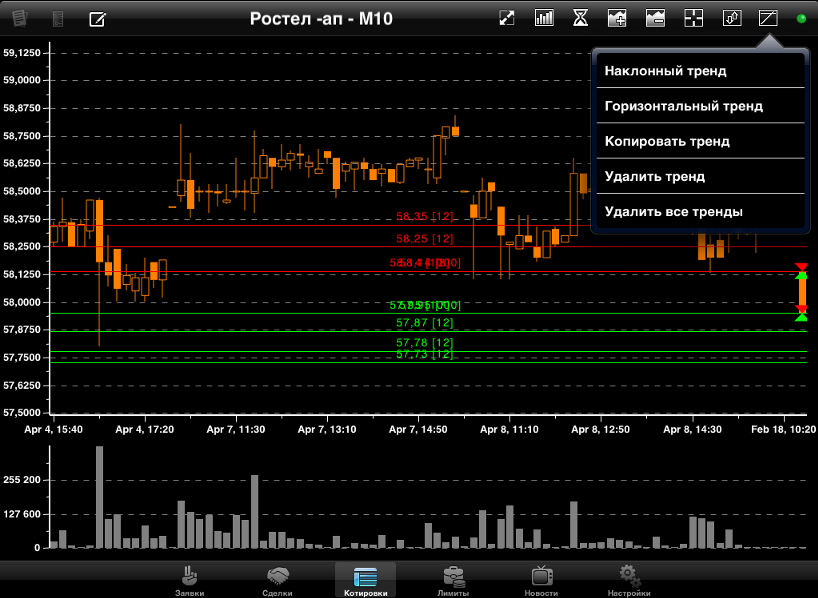 Ростел -ап - M10
59,1250
59,0000
58,8750
58,7500
58,6250
58,5000
58,3750
58,2500
58,1250
58,0000
57,8750
57,7500
57,6250
57,5000
Наклонный тренд
Горизонтальный тренд
Копировать тренд
Удалить тренд
Удалить все тренды
58,35 [12]
58,25 [12]
57,87 [12]
57,78 [12]
57,73 [12]
Apr 4, 15:40 Apr 4, 17:20 Apr 7, 11:30 Apr 7, 13:10 Apr 7, 14:50 Apr 8, 11:10 Apr 8, 12:50 Apr 8, 14:30 Feb 18, 10:20
255 200
127 600
0
Заявки Сделки Котировки Лимиты Новости Настройки